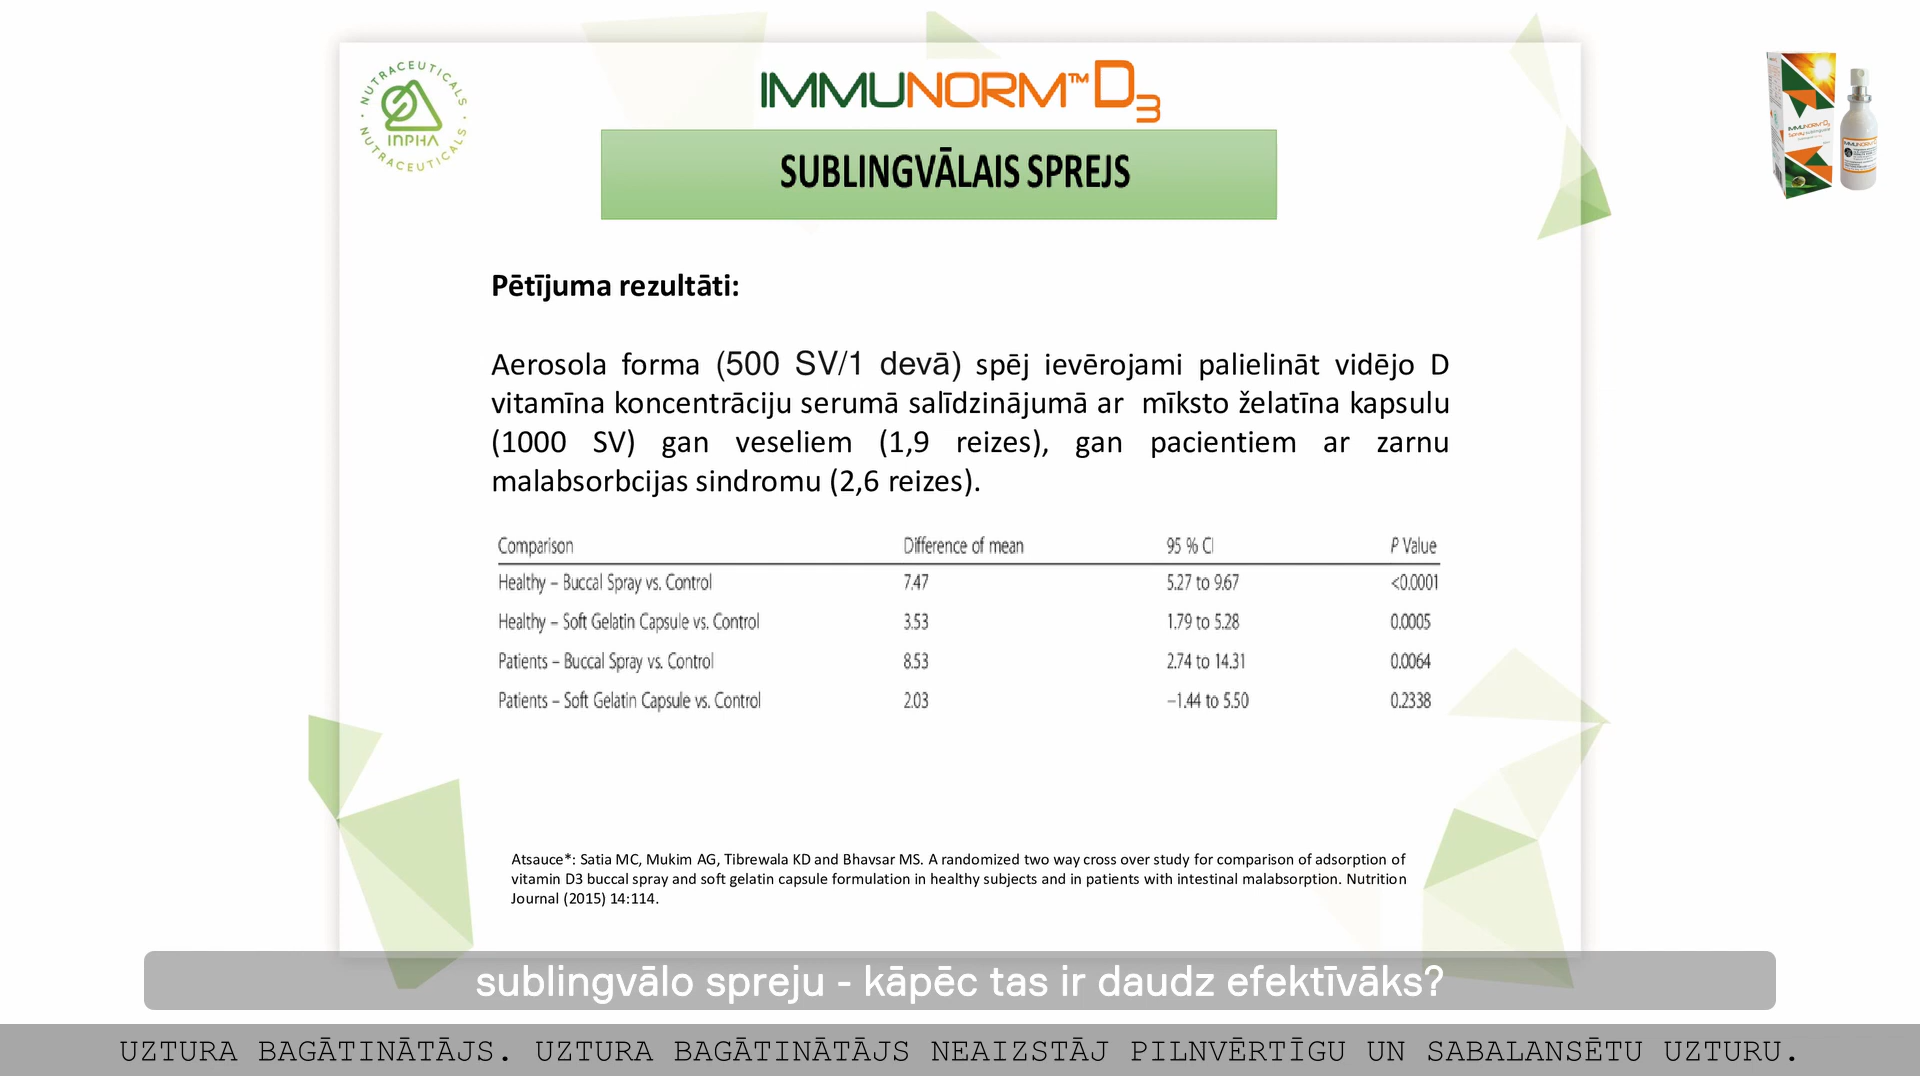 NUTRACEUTICALS
INPHA
NUTRACEUTICALS
IMMUNORM™D3
SUBLINGVĀLAIS SPREJS
Pētījuma rezultāti:
Aerosola forma (500 SV/1 devā) spēj ievērojami palielināt vidējo D
vitamīna koncentrāciju serumā salīdzinājumā ar mīksto želatīna kapsulu
(1000 SV) gan veseliem (1,9 reizes), gan pacientiem ar zarnu
malabsorbcijas sindromu (2,6 reizes).
Comparison Difference of mean 95 % CI P Value
Healthy – Buccal Spray vs. Control 7.47 5.27 to 9.67 <0.0001
Healthy – Soft Gelatin Capsule vs. Control 3.53 1.79 to 5.28 0.0005
Patients – Buccal Spray vs. Control 8.53 2.74 to 14.31 0.0064
Patients – Soft Gelatin Capsule vs. Control 2.03 –1.44 to 5.50 0.2338
Atsauce*: Satia MC, Mukim AG, Tibrewala KD and Bhavsar MS. A randomized two way cross over study for comparison of adsorption of
vitamin D3 buccal spray and soft gelatin capsule formulation in healthy subjects and in patients with intestinal malabsorption. Nutrition
Journal (2015) 14:114.
sublingvālo spreju - kāpēc tas ir daudz efektīvāks?
UZTURA BAGĀTINĀTĀJS. UZTURA BAGĀTINĀTĀJS NEAIZSTĀJ PILNVĒRTĪGU UN SABALANSĒTU UZTURU.